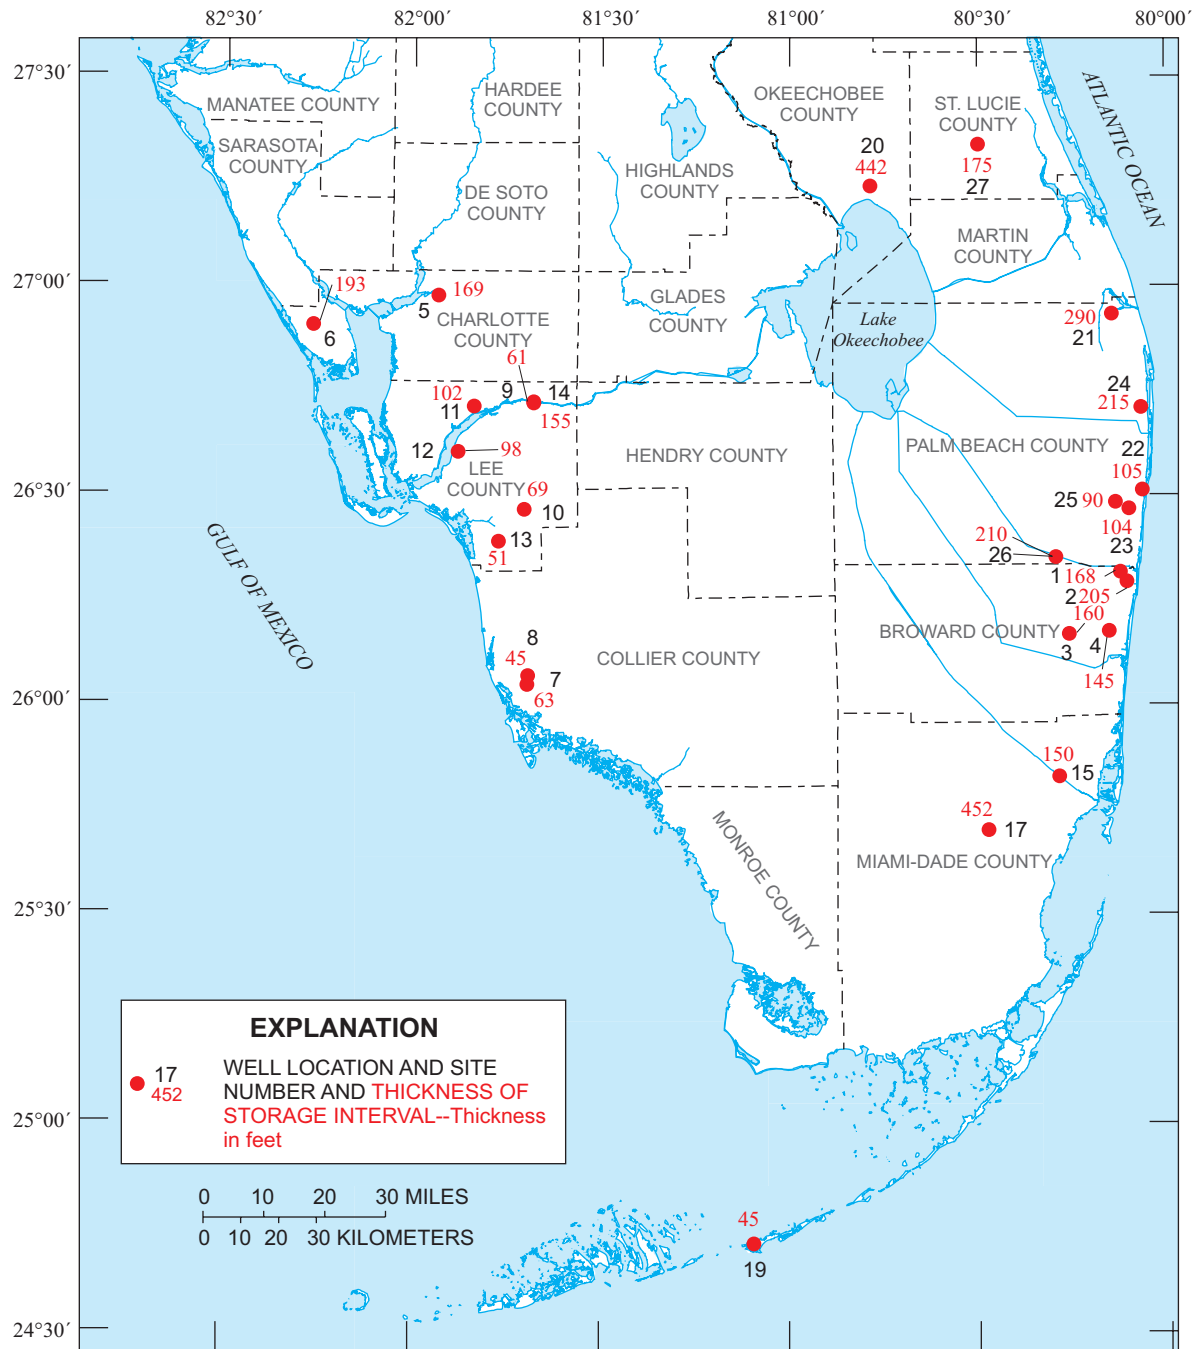 82°30′ 82°00′ 81°30′ 81°00′ 80°30′ 80°00′
27°30′
27°00′
26°30′
26°00′
25°30′
25°00′
24°30′
MANATEE COUNTY
HARDEE
COUNTY
OKEECHOBEE
COUNTY
ST. LUCIE
COUNTY
ATLANTIC OCEAN
SARASOTA
COUNTY
20
442
175
27
HIGHLANDS
COUNTY
DE SOTO
COUNTY
MARTIN
COUNTY
193
6
169
5
CHARLOTTE
COUNTY
GLADES
COUNTY
Lake
Okeechobee
290
21
61
9
14
155
102
11
24
215
12
98
LEE
COUNTY
HENDRY COUNTY
PALM BEACH COUNTY
22
105
69
10
25
90
104
23
13
51
210
26
1
168
2
205
GULF OF MEXICO
160
BROWARD COUNTY
3
4
145
8
45
7
63
COLLIER COUNTY
150
15
452
17
MONROE COUNTY
MIAMI-DADE COUNTY
EXPLANATION
17
452
WELL LOCATION AND SITE
NUMBER AND THICKNESS OF
STORAGE INTERVAL--Thickness
in feet
0 10 20 30 MILES
0 10 20 30 KILOMETERS
45
19